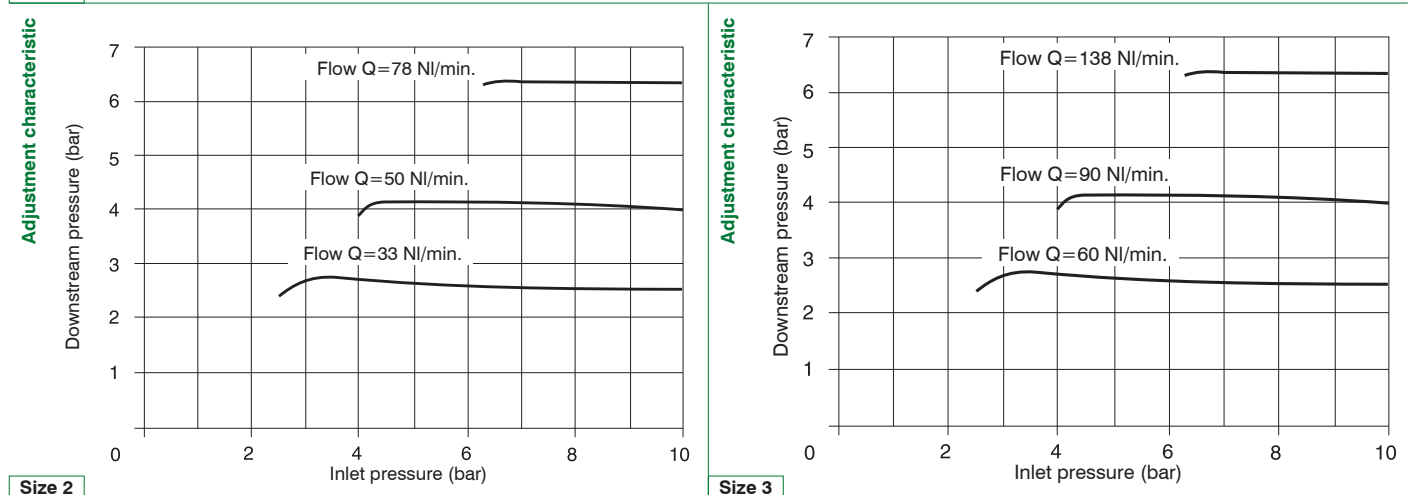 Adjustment characteristic
Downstream pressure (bar)
7
6
5
4
3
2
1
0
2
4
6
8
10
Flow Q=78 Nl/min.
Flow Q=50 Nl/min.
Flow Q=33 Nl/min.
Inlet pressure (bar)
Size 2
Adjustment characteristic
Downstream pressure (bar)
7
6
5
4
3
2
1
0
2
4
6
8
10
Flow Q=138 Nl/min.
Flow Q=90 Nl/min.
Flow Q=60 Nl/min.
Inlet pressure (bar)
Size 3